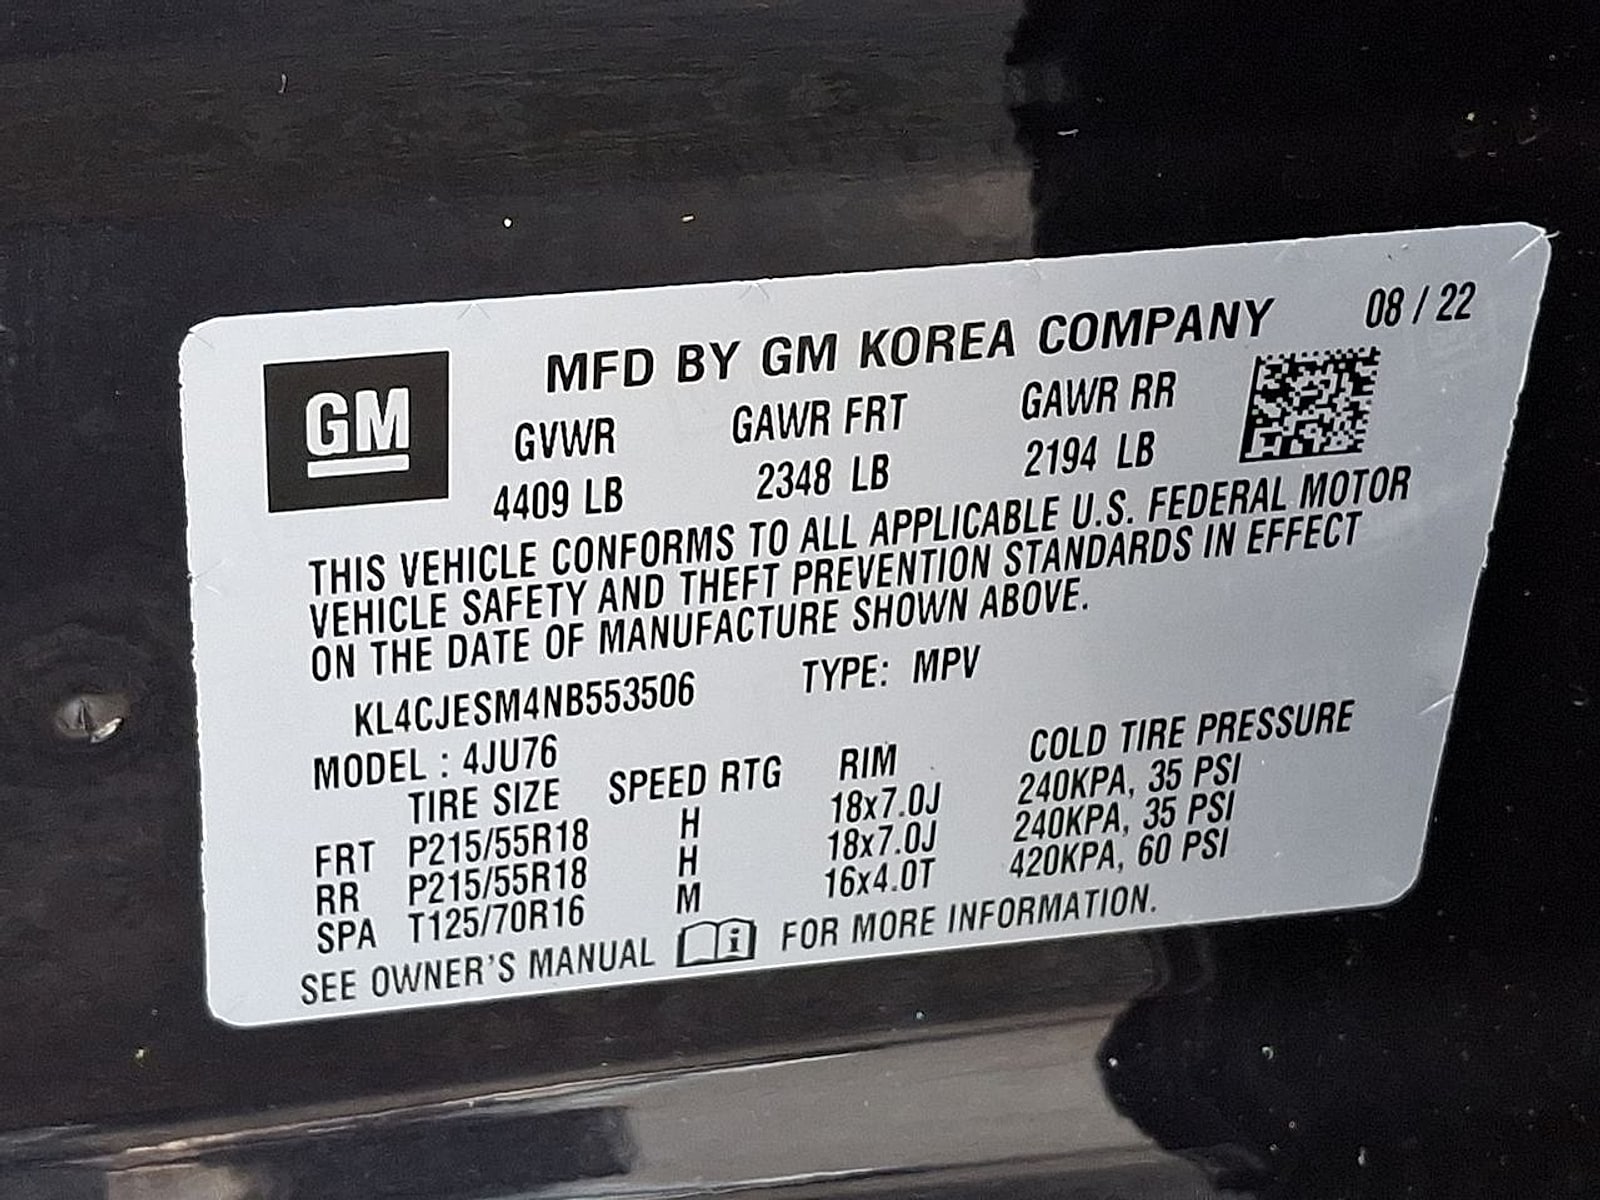 MFD BY GM KOREA COMPANY 08 / 22
GM
GVWR GAWR FRT GAWR RR
4409 LB 2348 LB 2194 LB
THIS VEHICLE CONFORMS TO ALL APPLICABLE U.S. FEDERAL MOTOR
VEHICLE SAFETY AND THEFT PREVENTION STANDARDS IN EFFECT
ON THE DATE OF MANUFACTURE SHOWN ABOVE.
KL4CJESM4NB553506 TYPE: MPV
MODEL : 4JU76
TIRE SIZE SPEED RTG RIM COLD TIRE PRESSURE
FRT P215/55R18 H 18x7.0J 240KPA, 35 PSI
RR P215/55R18 H 18x7.0J 240KPA, 35 PSI
SPA T125/70R16 M 16x4.0T 420KPA, 60 PSI
SEE OWNER'S MANUAL i FOR MORE INFORMATION.